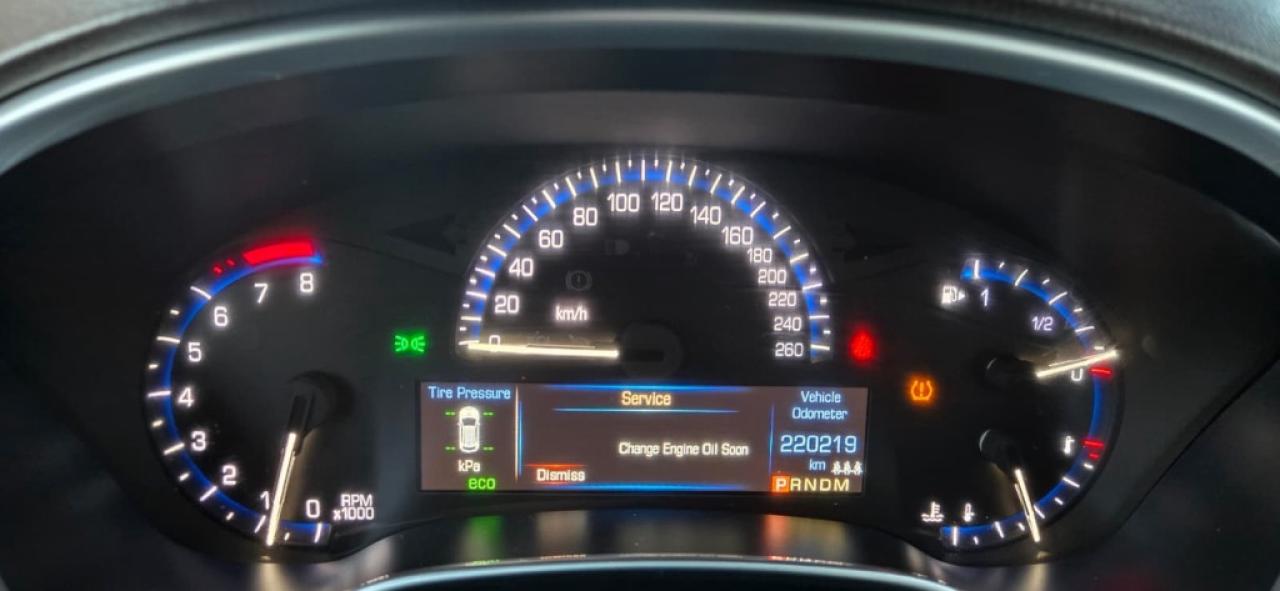 8
7
6
5
4
3
2
1
0
RPM
x1000
0
20
40
60
80
100
120
140
160
180
200
220
240
260
km/h
Tire Pressure
kPa
eco
Service
Change Engine Oil Soon
Dismiss
Vehicle
Odometer
220219
km
PRNDM
1
1/2
0